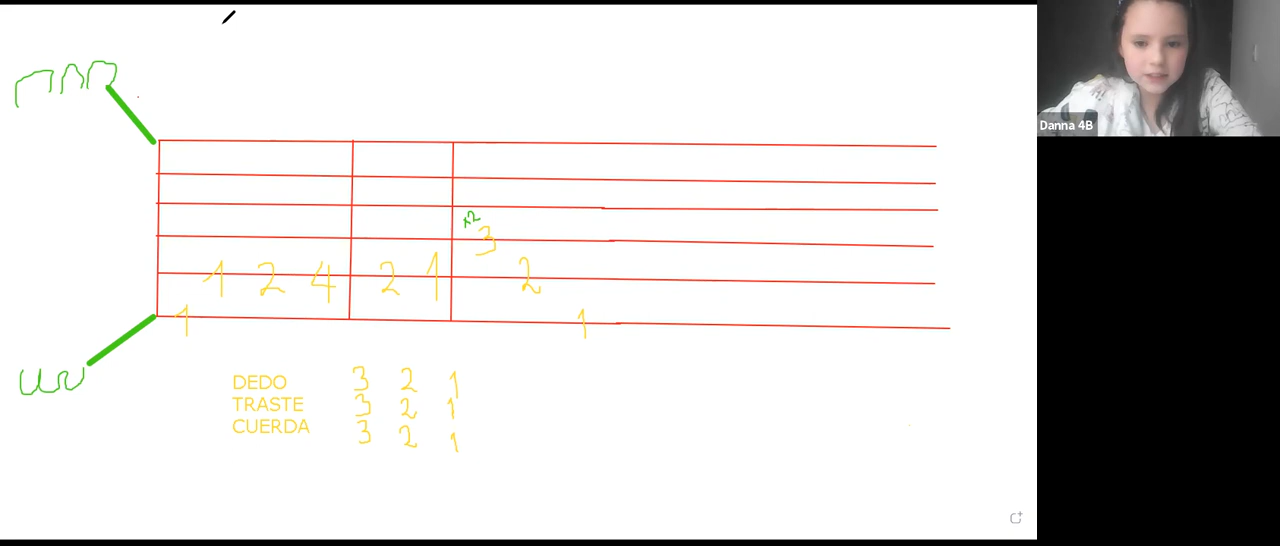 Danna 4B
x2
3
1 2 4 2 1 2
1 1
DEDO 3 2 1
TRASTE 3 2 1
CUERDA 3 2 1